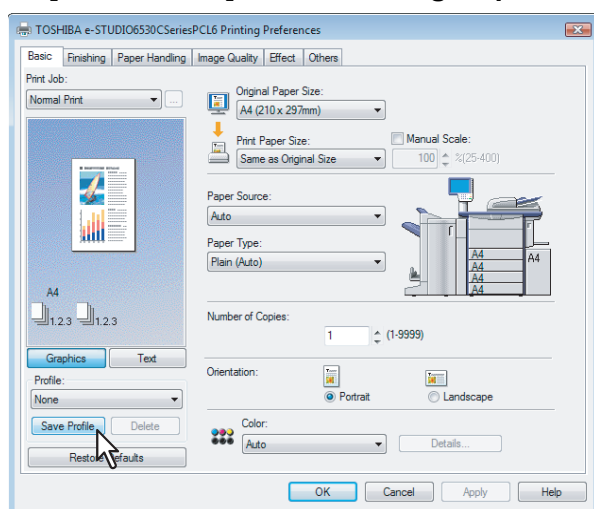 TOSHIBA e-STUDIO6530CSeriesPCL6 Printing Preferences
Basic Finishing Paper Handling Image Quality Effect Others
Print Job:
Normal Print ...
A4
1.2.3 1.2.3
Graphics Text
Profile:
None
Save Profile Delete
Restore Defaults
Original Paper Size:
A4 (210 x 297mm)
Print Paper Size:
Same as Original Size
Manual Scale:
100 %(25-400)
Paper Source:
Auto
Paper Type:
Plain (Auto)
A4
A4
A4
A4
A4
Number of Copies:
1 (1-9999)
Orientation:
Portrait Landscape
Color:
Auto Details...
OK Cancel Apply Help